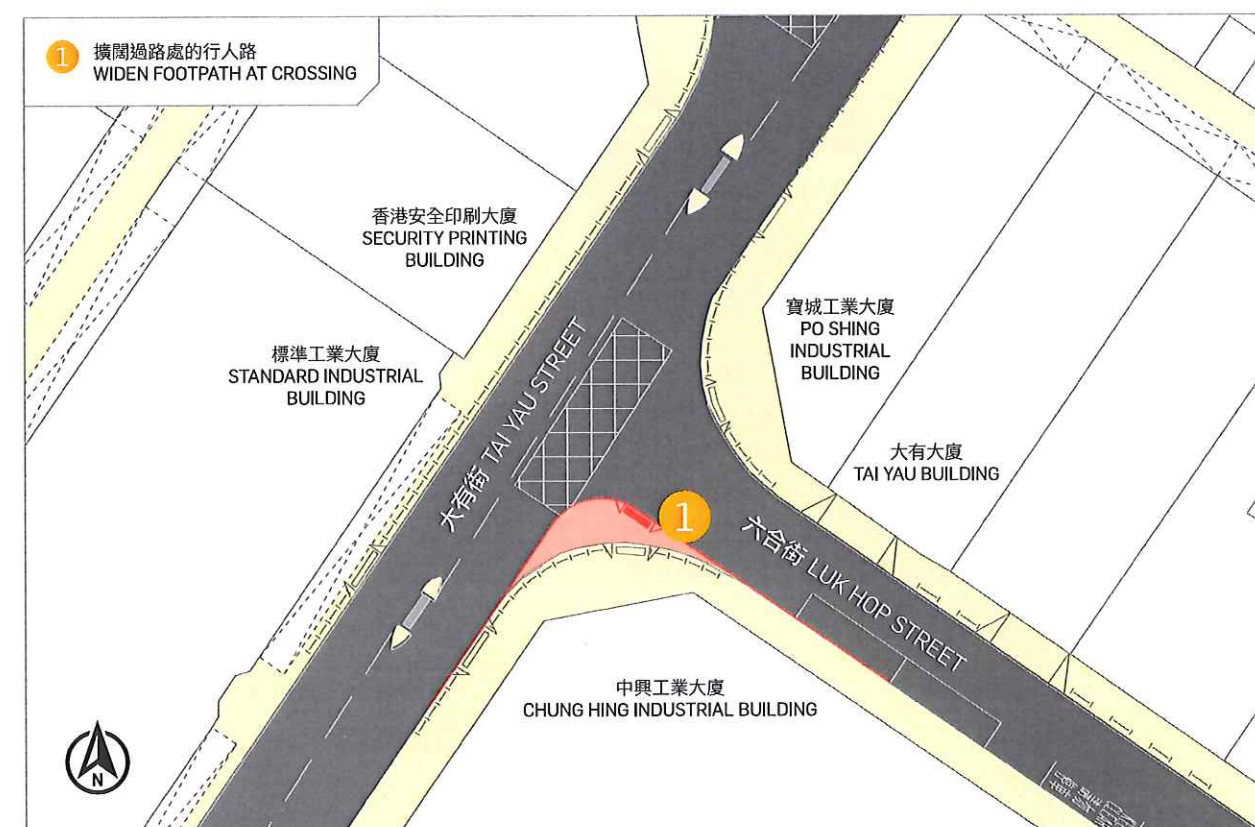 1
擴闊過路處的行人路
WIDEN FOOTPATH AT CROSSING
香港安全印刷大廈
SECURITY PRINTING
BUILDING
標準工業大廈
STANDARD INDUSTRIAL
BUILDING
大有街 TAI YAU STREET
寶城工業大廈
PO SHING
INDUSTRIAL
BUILDING
大有大廈
TAI YAU BUILDING
1
六合街 LUK HOP STREET
中興工業大廈
CHUNG HING INDUSTRIAL BUILDING
N